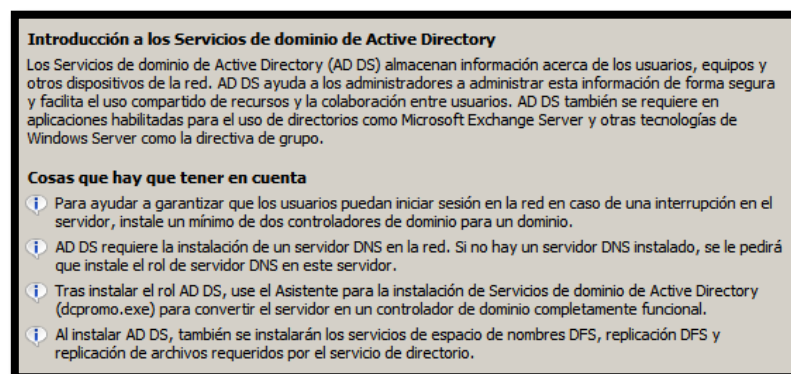 Introducción a los Servicios de dominio de Active Directory
Los Servicios de dominio de Active Directory (AD DS) almacenan información acerca de los usuarios, equipos y
otros dispositivos de la red. AD DS ayuda a los administradores a administrar esta información de forma segura
y facilita el uso compartido de recursos y la colaboración entre usuarios. AD DS también se requiere en
aplicaciones habilitadas para el uso de directorios como Microsoft Exchange Server y otras tecnologías de
Windows Server como la directiva de grupo.
Cosas que hay que tener en cuenta
Para ayudar a garantizar que los usuarios puedan iniciar sesión en la red en caso de una interrupción en el
servidor, instale un mínimo de dos controladores de dominio para un dominio.
AD DS requiere la instalación de un servidor DNS en la red. Si no hay un servidor DNS instalado, se le pedirá
que instale el rol de servidor DNS en este servidor.
Tras instalar el rol AD DS, use el Asistente para la instalación de Servicios de dominio de Active Directory
(dcpromo.exe) para convertir el servidor en un controlador de dominio completamente funcional.
Al instalar AD DS, también se instalarán los servicios de espacio de nombres DFS, replicación DFS y
replicación de archivos requeridos por el servicio de directorio.